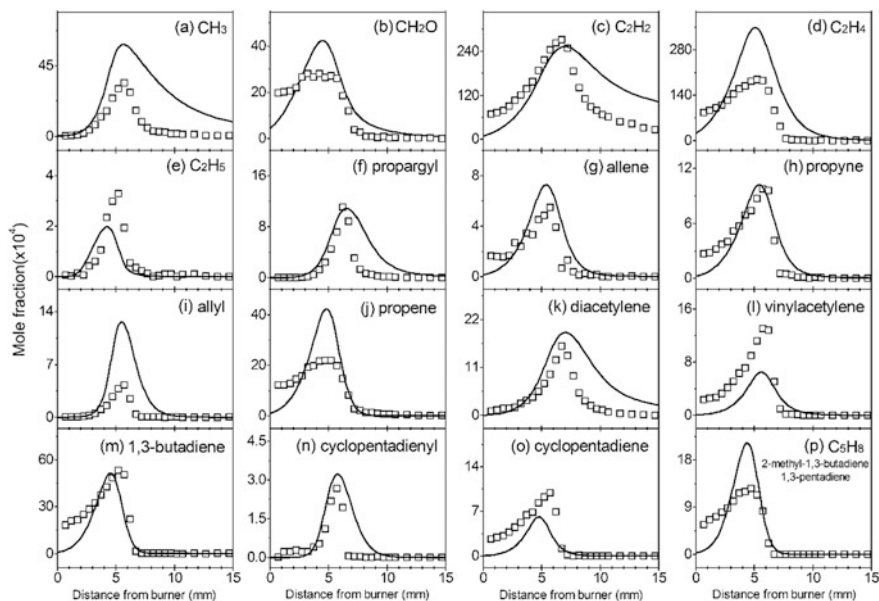 (a) CH3
(b) CH2O
(c) C2H2
(d) C2H4
45
0
40
20
0
240
120
0
280
140
0
(e) C2H5
(f) propargyl
(g) allene
(h) propyne
4
2
0
16
8
0
8
4
0
12
6
0
Mole fraction(x10⁻⁴)
(i) allyl
(j) propene
(k) diacetylene
(l) vinylacetylene
14
7
0
40
20
0
22
11
0
16
8
0
(m) 1,3-butadiene
(n) cyclopentadienyl
(o) cyclopentadiene
(p) C5H8
2-methyl-1,3-butadiene
1,3-pentadiene
60
30
0
4.5
3.0
1.5
0.0
14
7
0
18
9
0
0 5 10 15
0 5 10 15
0 5 10 15
0 5 10 15
Distance from burner (mm)
Distance from burner (mm)
Distance from burner (mm)
Distance from burner (mm)